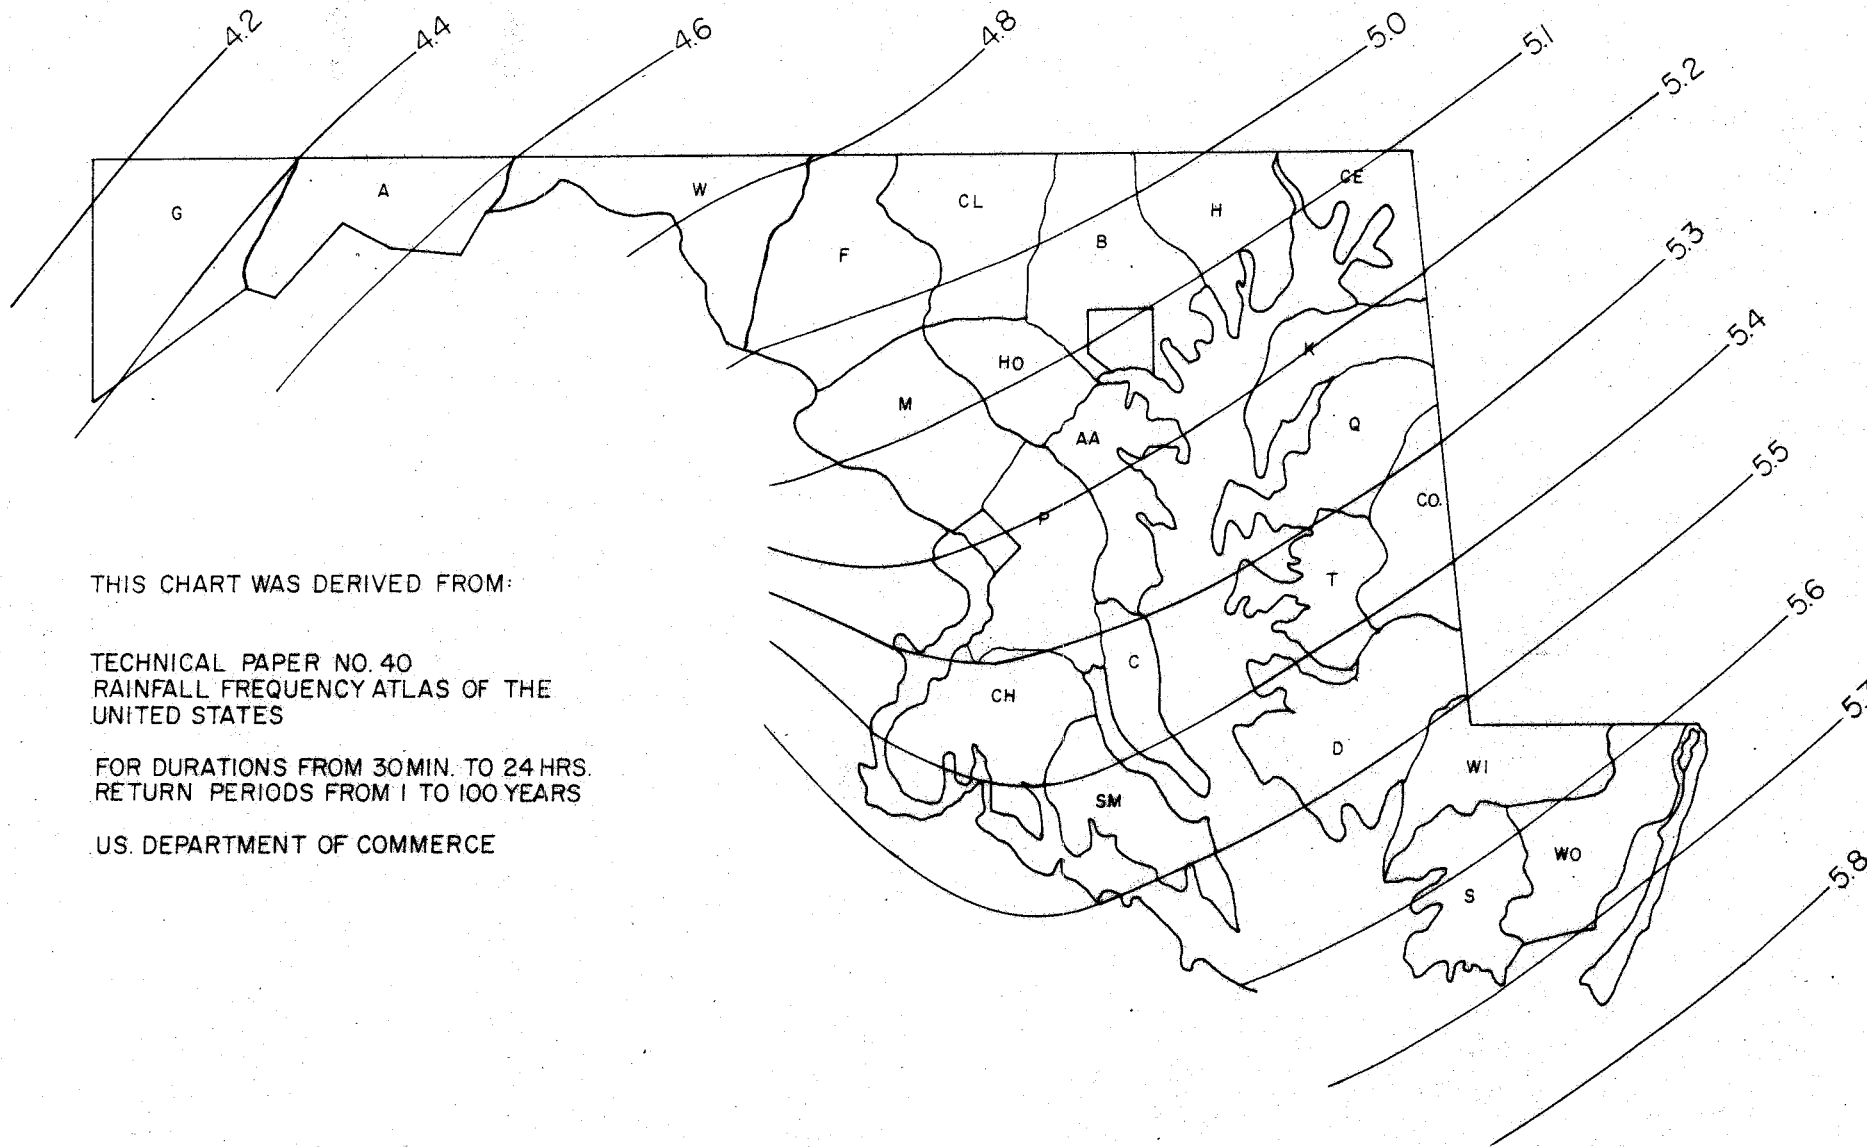 4.2
4.4
4.6
4.8
5.0
5.1
5.2
5.3
5.4
5.5
5.6
5.7
5.8
G
A
W
F
CL
B
H
CE
M
HO
AA
K
Q
CO.
P
T
CH
C
D
SM
WI
WO
S
THIS CHART WAS DERIVED FROM:
TECHNICAL PAPER NO. 40
RAINFALL FREQUENCY ATLAS OF THE
UNITED STATES
FOR DURATIONS FROM 30 MIN. TO 24 HRS.
RETURN PERIODS FROM 1 TO 100 YEARS
US. DEPARTMENT OF COMMERCE